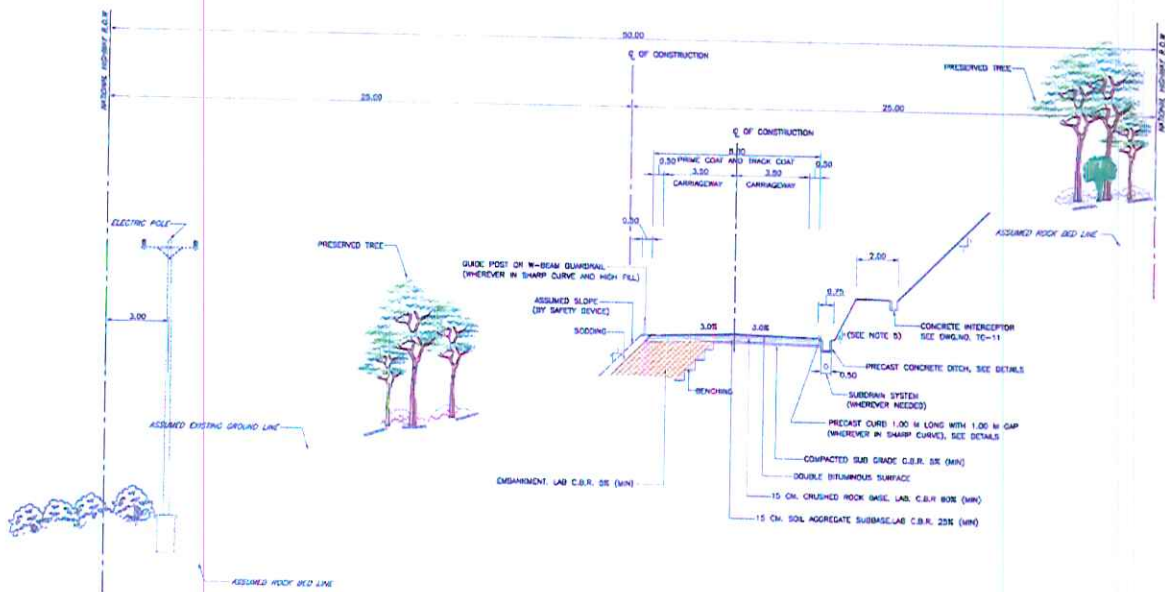 NATIONAL HIGHWAY R.O.W
50.00
NATIONAL HIGHWAY R.O.W
℄ OF CONSTRUCTION
PRESERVED TREE
25.00
25.00
℄ OF CONSTRUCTION
0.50 PRIME COAT AND TRACK COAT 0.50
3.50 3.50
CARRIAGEWAY CARRIAGEWAY
ELECTRIC POLE
3.00
PRESERVED TREE
GUIDE POST OR W-BEAM GUARDRAIL
(WHEREVER IN SHARP CURVE AND HIGH FILL)
ASSUMED SLOPE
(BY SAFETY DEVICE)
SODDING
3.0% 3.0%
BENCHING
2.00
0.75
ASSUMED ROCK BED LINE
(SEE NOTE 5)
CONCRETE INTERCEPTOR
SEE DWG.NO. TC-11
PRECAST CONCRETE DITCH, SEE DETAILS
0.50
SUBDRAIN SYSTEM
(WHEREVER NEEDED)
PRECAST CURB 1.00 M LONG WITH 1.00 M GAP
(WHEREVER IN SHARP CURVE), SEE DETAILS
ASSUMED EXISTING GROUND LINE
COMPACTED SUB GRADE C.B.R. 5% (MIN)
DOUBLE BITUMINOUS SURFACE
EMBANKMENT, LAB C.B.R. 5% (MIN)
15 CM. CRUSHED ROCK BASE, LAB. C.B.R 80% (MIN)
15 CM. SOIL AGGREGATE SUBBASE,LAB C.B.R. 25% (MIN)
ASSUMED ROCK BED LINE